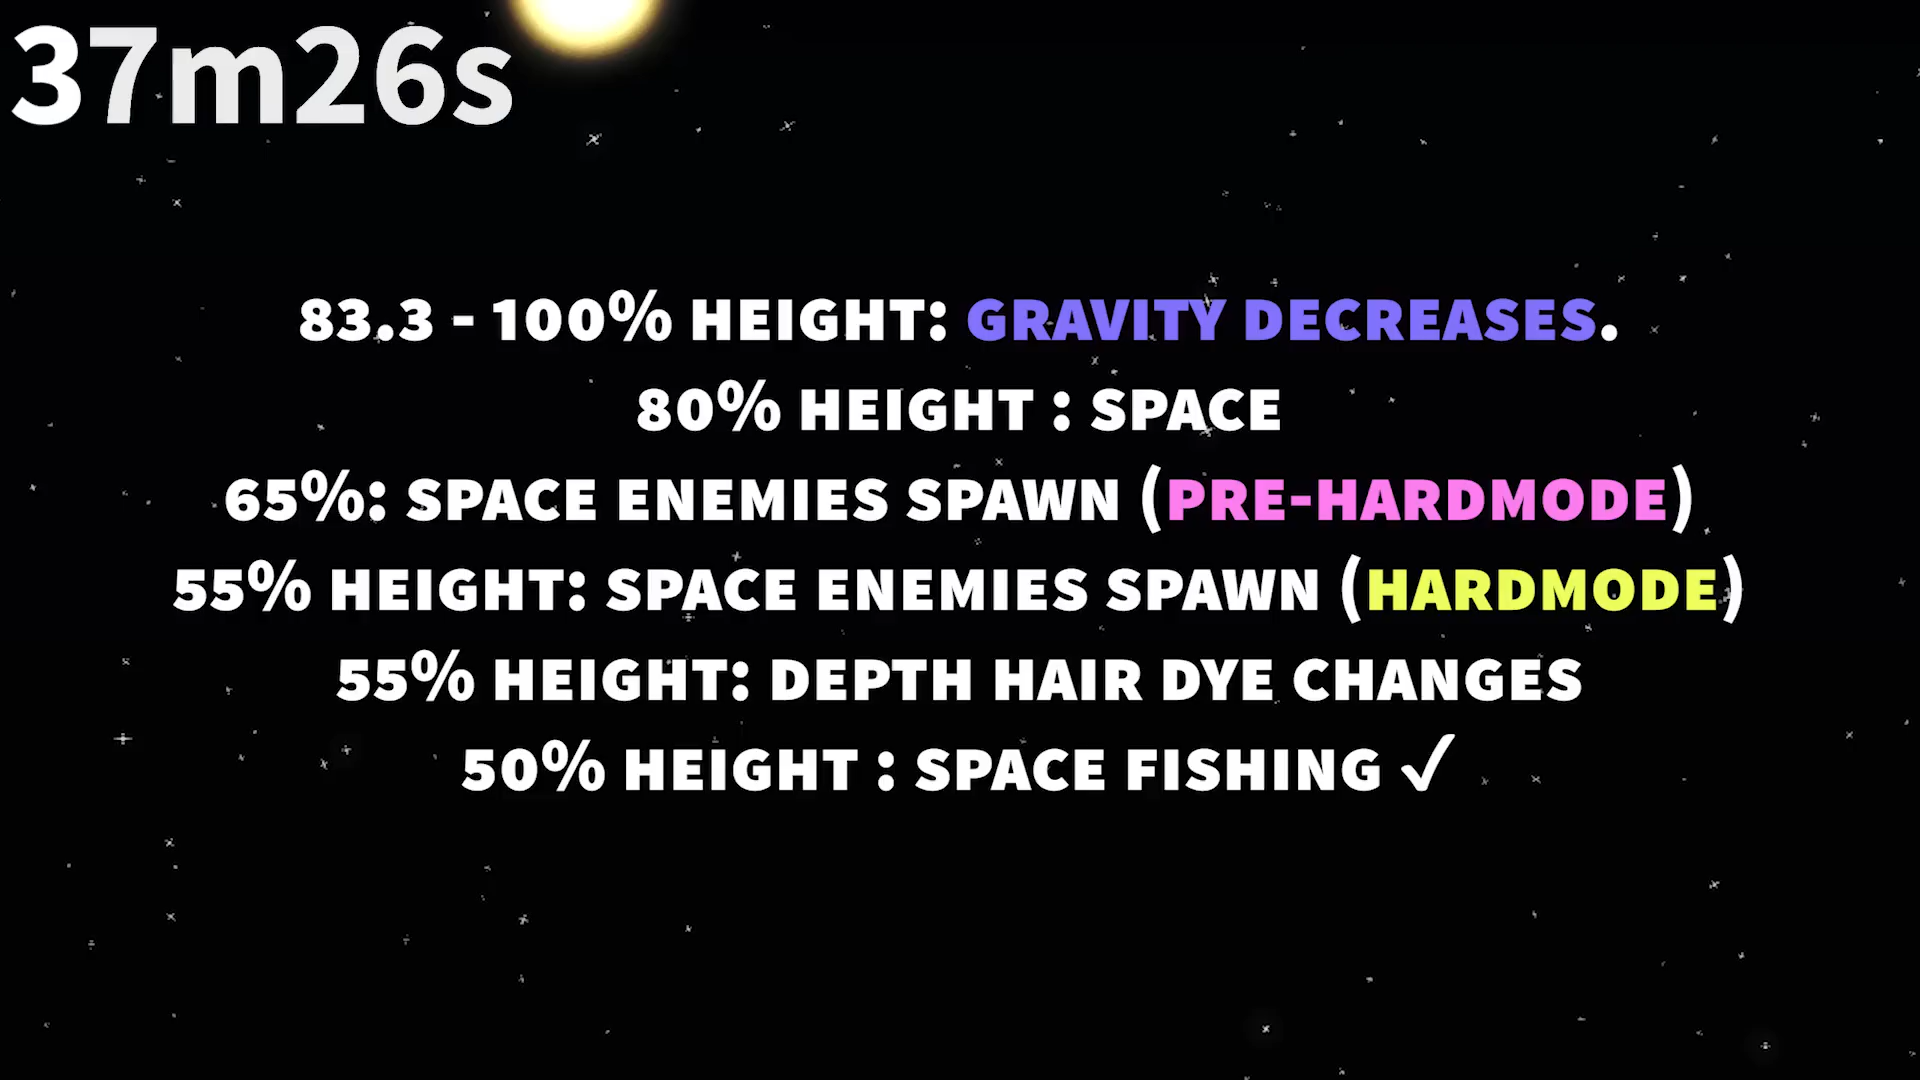 37m26s
83.3 - 100% HEIGHT: GRAVITY DECREASES.
80% HEIGHT : SPACE
65%: SPACE ENEMIES SPAWN (PRE-HARDMODE)
55% HEIGHT: SPACE ENEMIES SPAWN (HARDMODE)
55% HEIGHT: DEPTH HAIR DYE CHANGES
50% HEIGHT : SPACE FISHING ✓